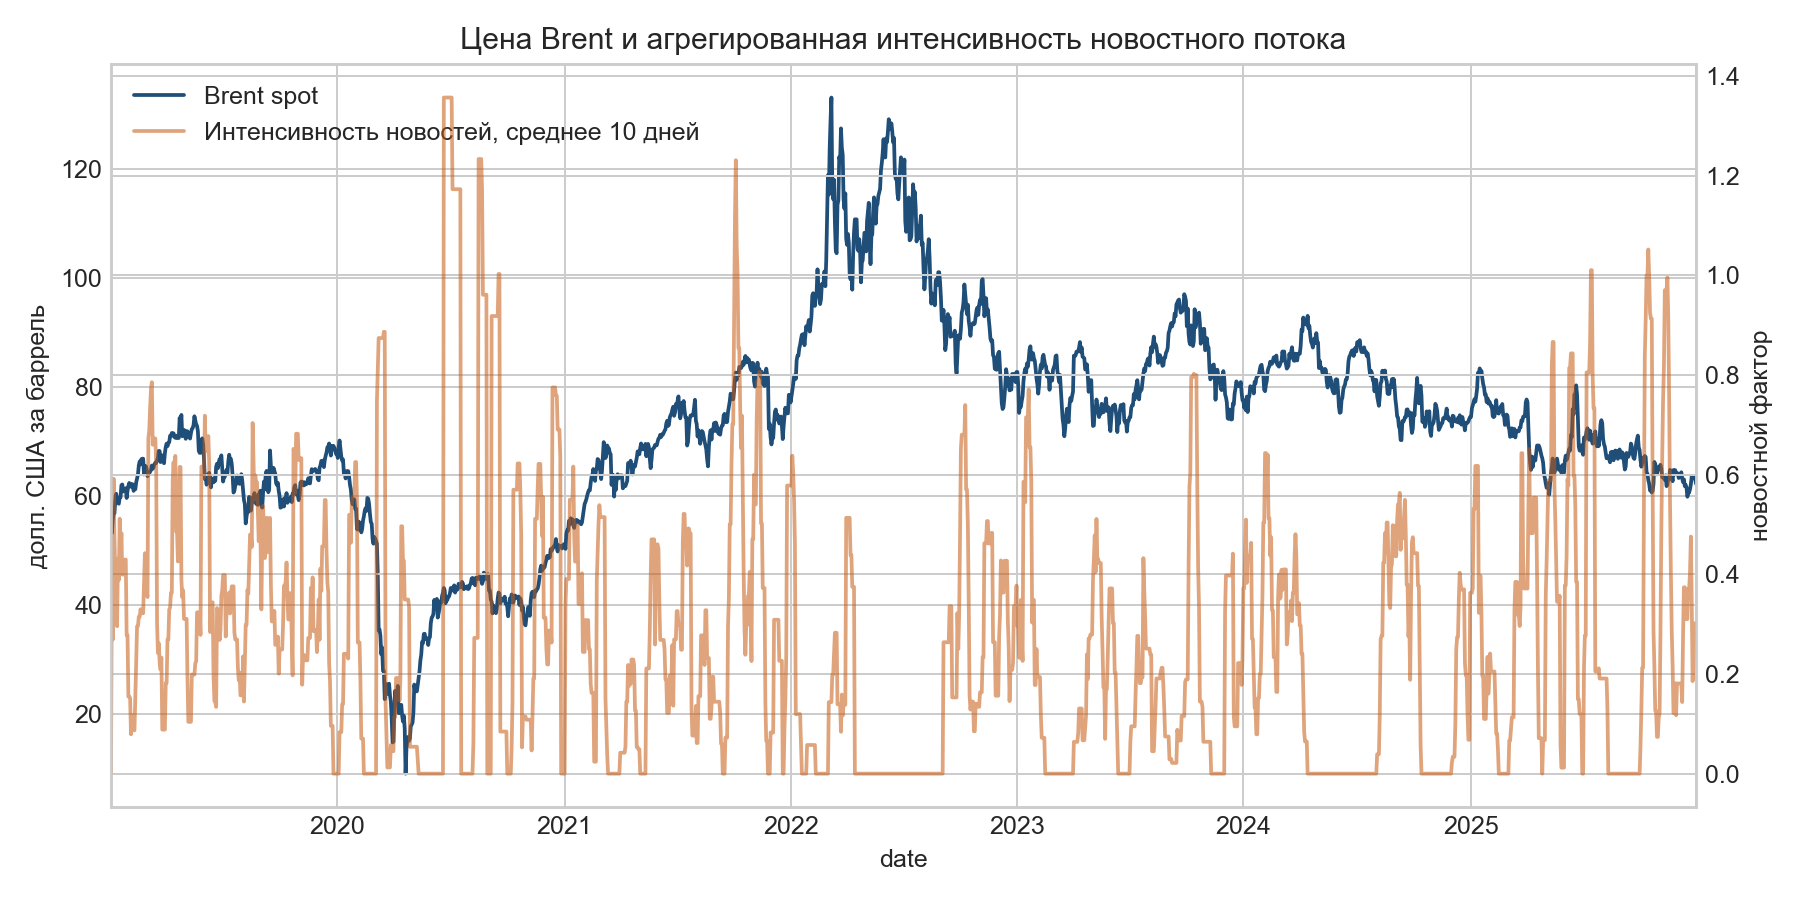 Цена Brent и агрегированная интенсивность новостного потока
Brent spot
Интенсивность новостей, среднее 10 дней
долл. США за баррель
120
100
80
60
40
20
новостной фактор
1.4
1.2
1.0
0.8
0.6
0.4
0.2
0.0
2020 2021 2022 2023 2024 2025
date